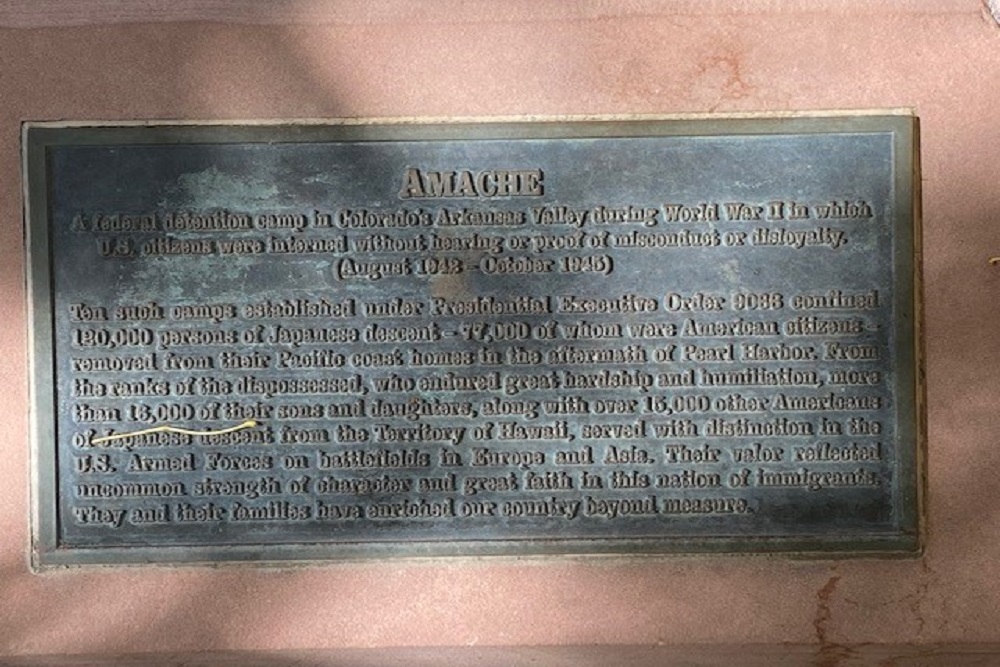 AMACHE
A federal detention camp in Colorado's Arkansas Valley during World War II in which
U.S. citizens were interned without hearing or proof of misconduct or disloyalty.
(August 1942 – October 1945)
Ten such camps established under Presidential Executive Order 9066 confined
120,000 persons of Japanese descent – 77,000 of whom were American citizens –
removed from their Pacific coast homes in the aftermath of Pearl Harbor. From
the ranks of the dispossessed, who endured great hardship and humiliation, more
than 18,000 of their sons and daughters, along with over 15,000 other Americans
of Japanese descent from the Territory of Hawaii, served with distinction in the
U.S. Armed Forces on battlefields in Europe and Asia. Their valor reflected
uncommon strength of character and great faith in this nation of immigrants.
They and their families have enriched our country beyond measure.